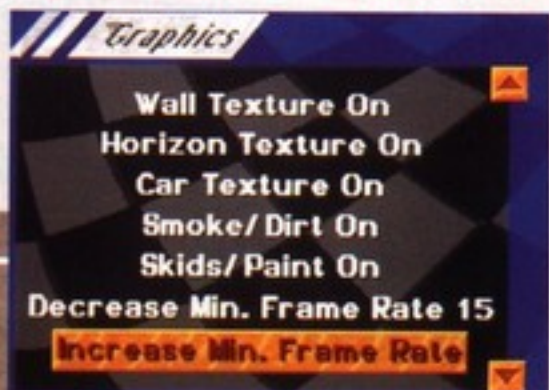 Graphics
Wall Texture On
Horizon Texture On
Car Texture On
Smoke/Dirt On
Skids/Paint On
Decrease Min. Frame Rate 15
Increase Min. Frame Rate